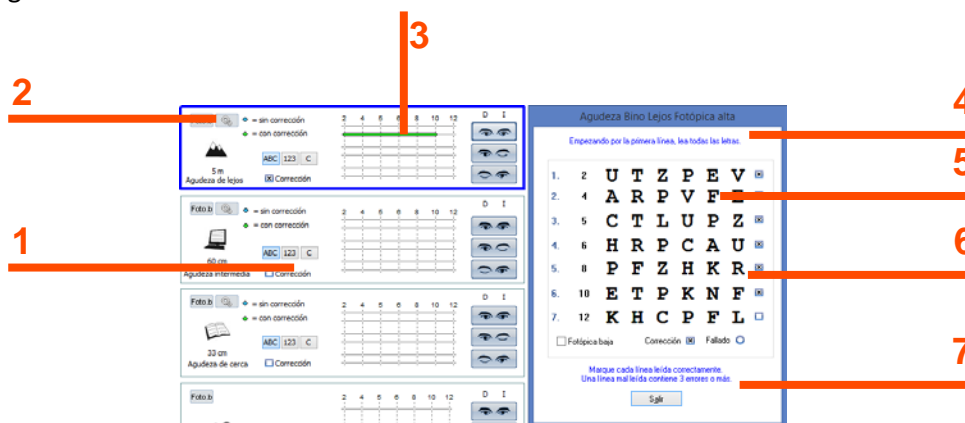 3
2
Foto.b = sin corrección 2 4 6 8 10 12 D I
= con corrección
ABC 123 C
5 m
Agudeza de lejos Corrección
Foto.b = sin corrección 2 4 6 8 10 12 D I
= con corrección
1
ABC 123 C
60 cm
Agudeza intermedia Corrección
Foto.b = sin corrección 2 4 6 8 10 12 D I
= con corrección
ABC 123 C
33 cm
Agudeza de cerca Corrección
Foto.b 2 4 6 8 10 12 D I
Agudeza Bino Lejos Fotópica alta
4
Empezando por la primera línea, lea todas las letras.
5
1. 2 U T Z P E V
2. 4 A R P V F
3. 5 C T L U P Z
4. 6 H R P C A U
6
5. 8 P F Z H K R
6. 10 E T P K N F
7. 12 K H C P F L
Fotópica baja Corrección Fallado
7
Marque cada línea leída correctamente.
Una línea mal leída contiene 3 errores o más.
Salir